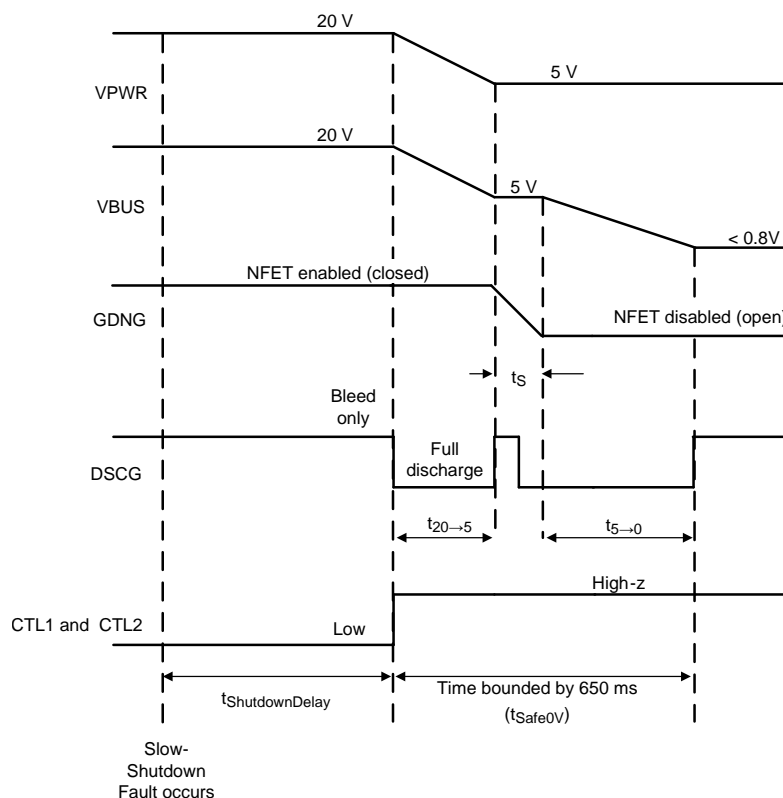 20 V
5 V
VPWR
20 V
5 V
VBUS
< 0.8V
NFET enabled (closed)
GDNG
NFET disabled (open)
tS
Bleed
only
Full
discharge
DSCG
t20→5
t5→0
High-z
CTL1 and CTL2
Low
tShutdownDelay
Time bounded by 650 ms
(tSafe0V)
Slow-
Shutdown
Fault occurs